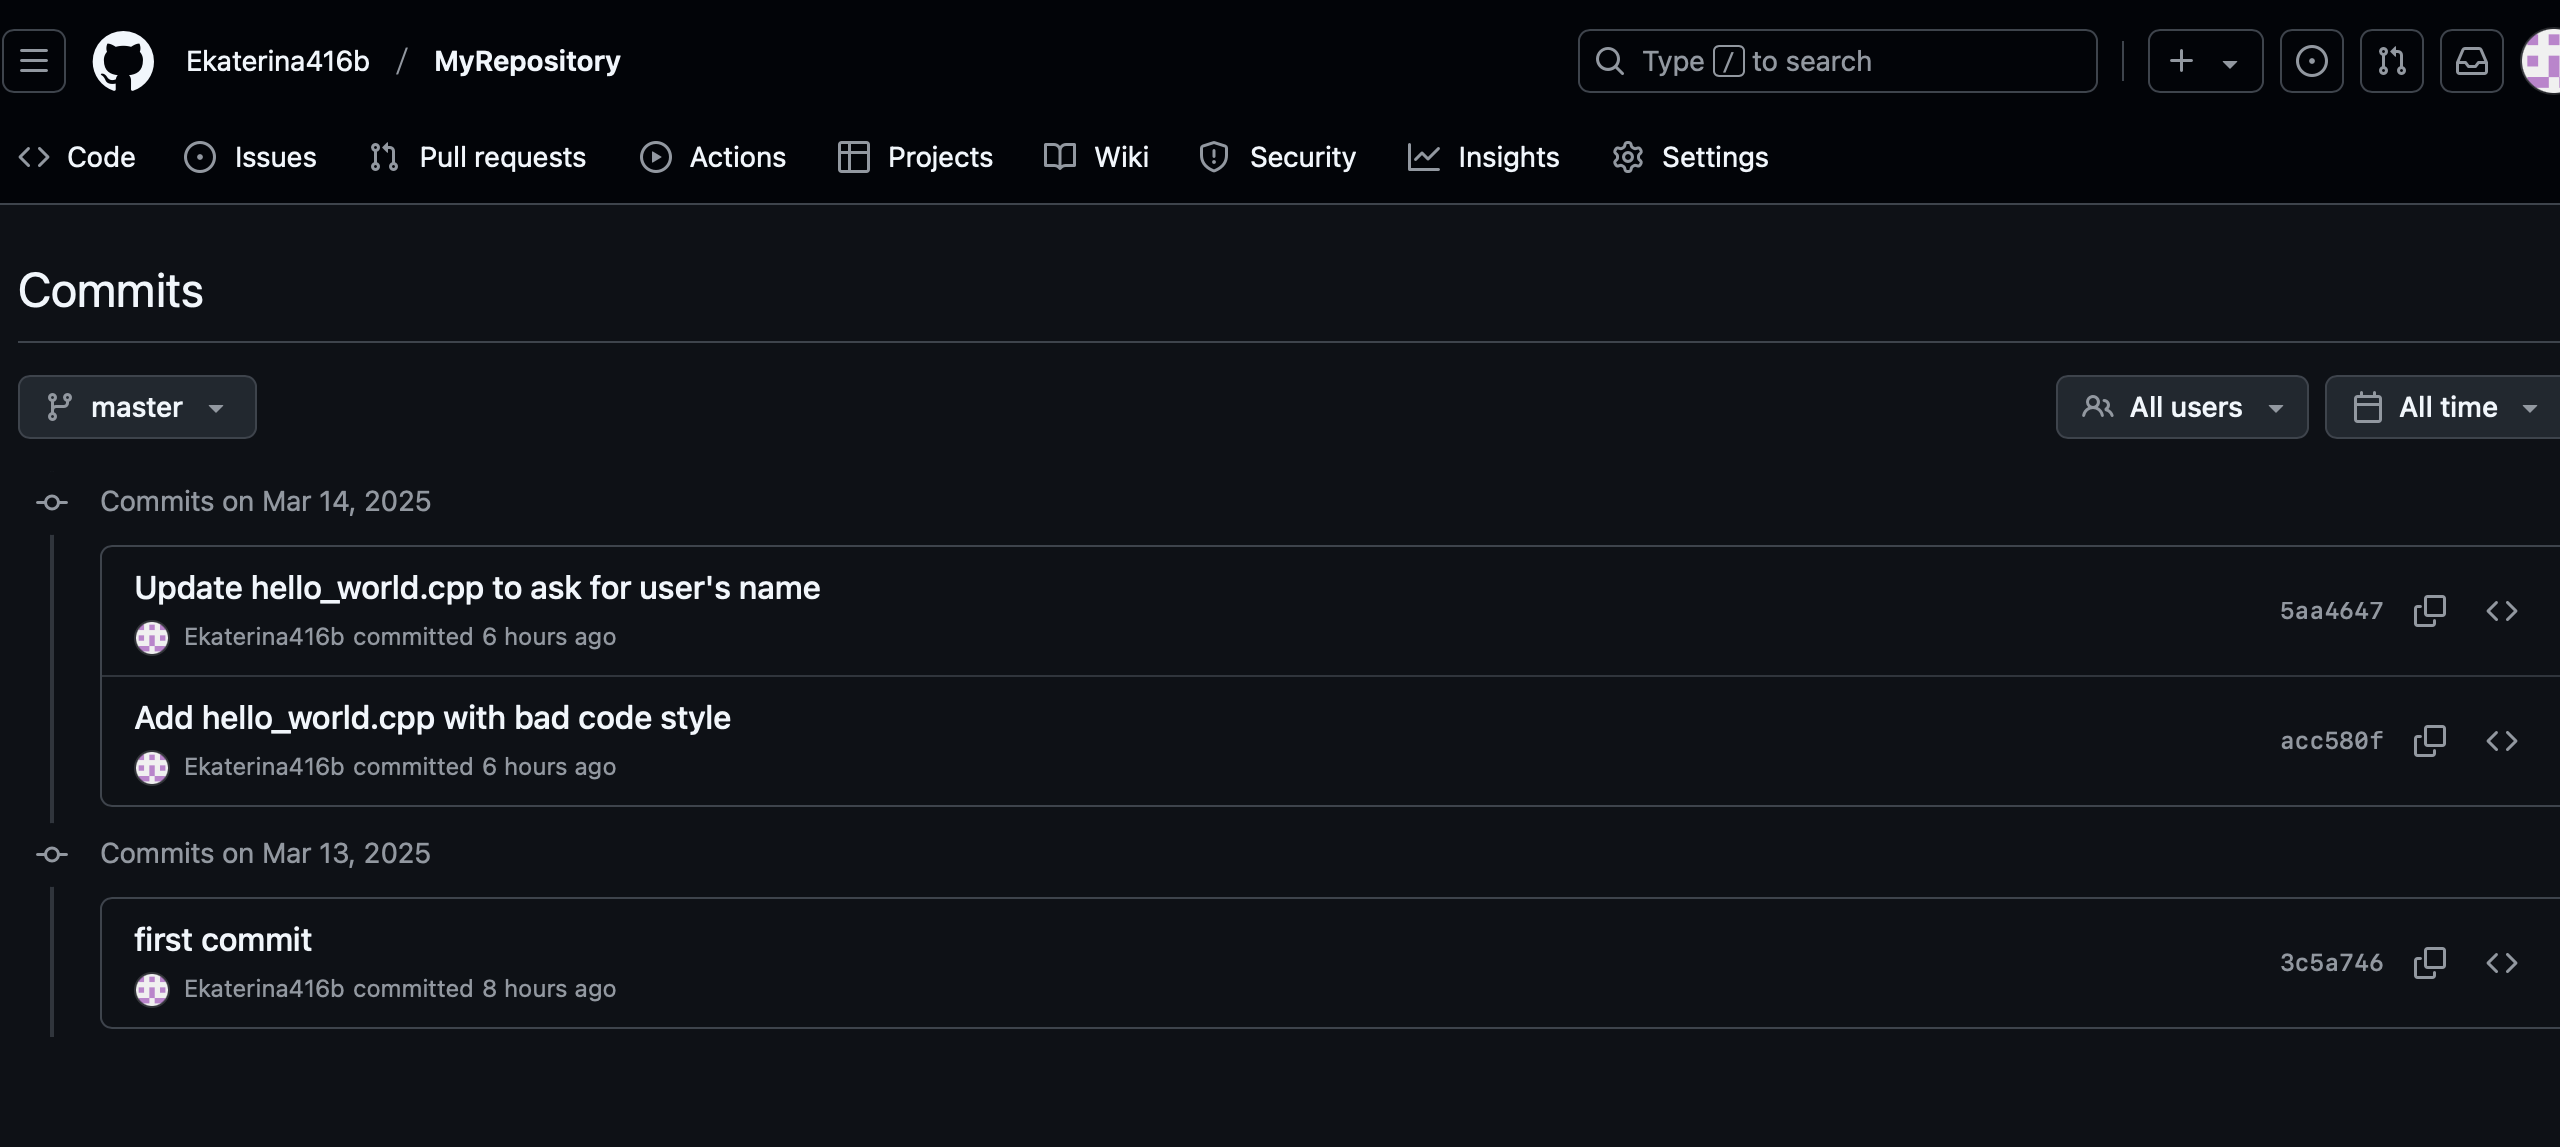 Ekaterina416b / MyRepository
Type / to search
Code Issues Pull requests Actions Projects Wiki Security Insights Settings
Commits
master
All users All time
Commits on Mar 14, 2025
Update hello_world.cpp to ask for user's name
Ekaterina416b committed 6 hours ago
5aa4647
Add hello_world.cpp with bad code style
Ekaterina416b committed 6 hours ago
acc580f
Commits on Mar 13, 2025
first commit
Ekaterina416b committed 8 hours ago
3c5a746